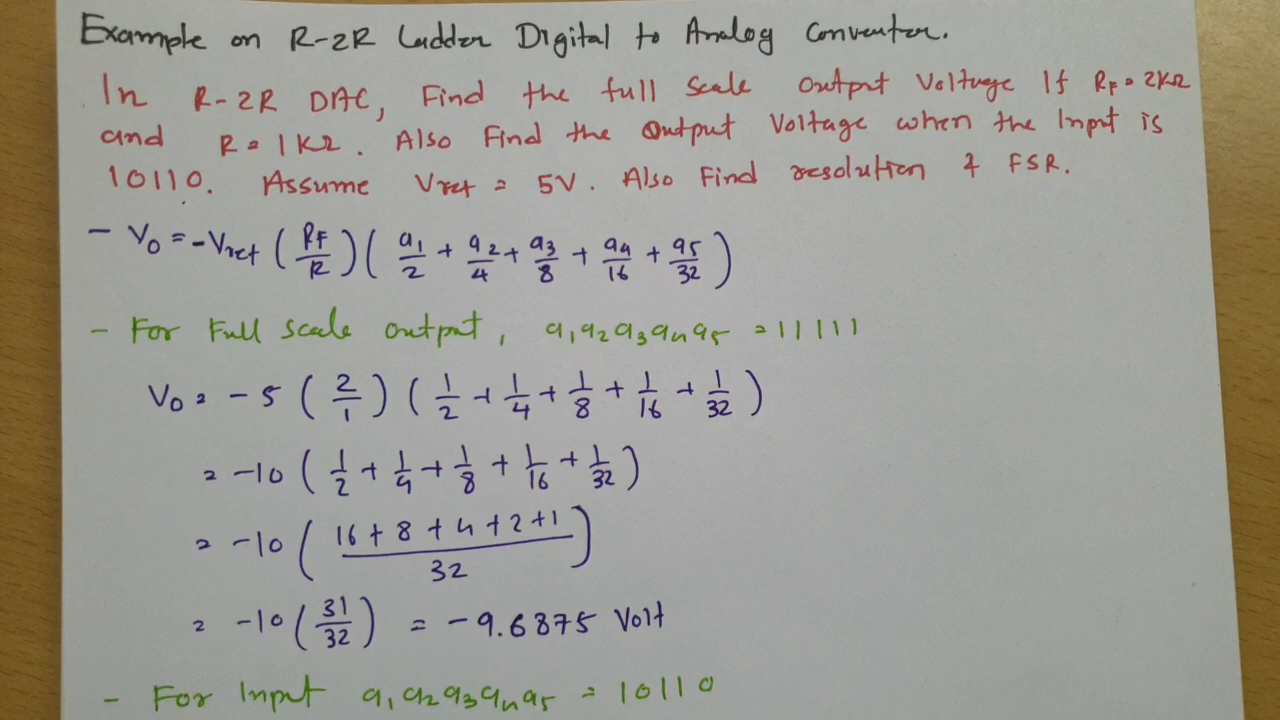 Example on R-2R Ladder Digital to Analog Converter.
In R-2R DAC, Find the full scale output Voltage If RF = 2KΩ
and R = 1KΩ. Also Find the Output Voltage when the Input is
10110. Assume Vref = 5V. Also Find resolution & FSR.
- V0 = -Vref (RF/R) (a1/2 + a2/4 + a3/8 + a4/16 + a5/32)
- For Full scale output, a1a2a3a4a5 = 11111
V0 = -5 (2/1) (1/2 + 1/4 + 1/8 + 1/16 + 1/32)
= -10 (1/2 + 1/4 + 1/8 + 1/16 + 1/32)
= -10 (16 + 8 + 4 + 2 + 1 / 32)
= -10 (31/32) = -9.6875 Volt
- For Input a1a2a3a4a5 = 10110